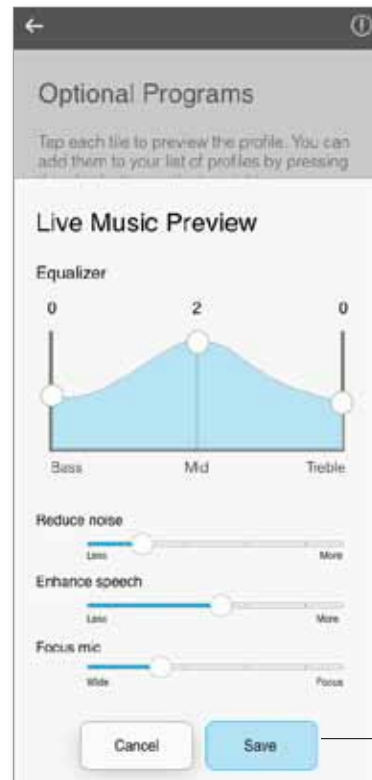 Optional Programs
Tap each tile to preview the profile. You can
add them to your list of profiles by pressing
Live Music Preview
Equalizer
0 2 0
Bass Mid Treble
Reduce noise
Less More
Enhance speech
Less More
Focus mic
Wide Focus
Cancel Save